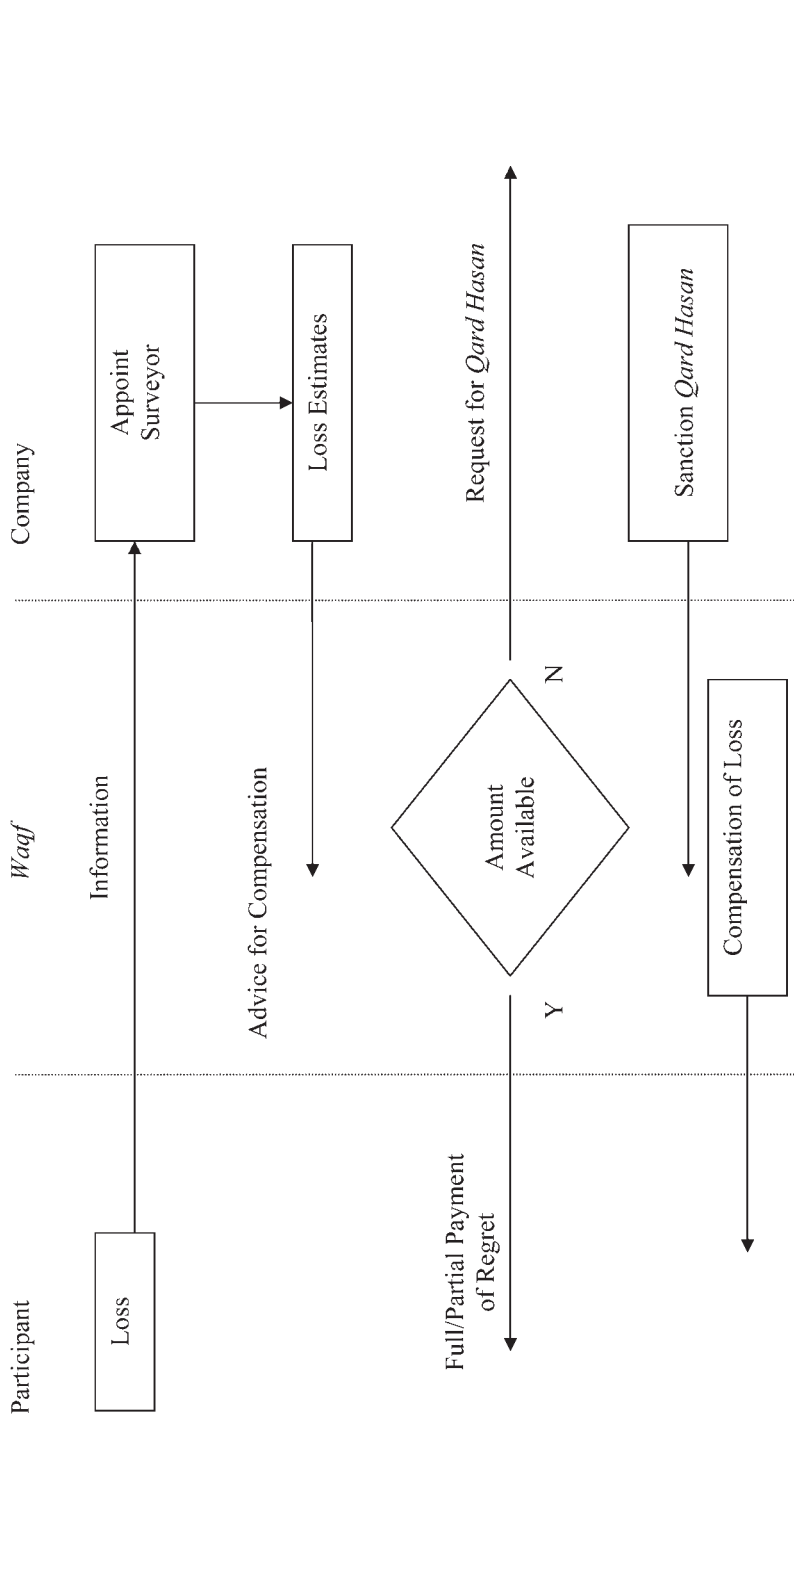 Participant
Waqf
Company
Loss
Information
Appoint
Surveyor
Advice for Compensation
Loss Estimates
Full/Partial Payment
of Regret
Y
Amount
Available
N
Request for Qard Hasan
Sanction Qard Hasan
Compensation of Loss